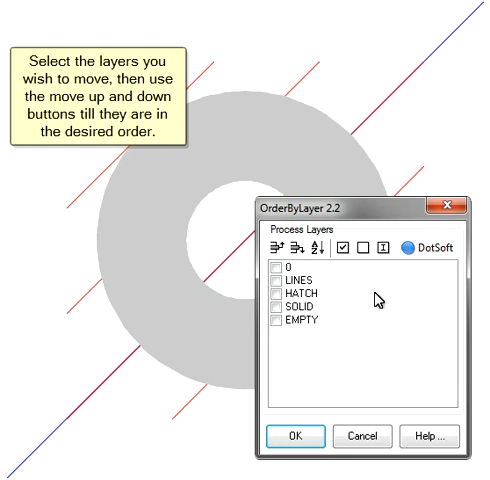 Select the layers you
wish to move, then use
the move up and down
buttons till they are in
the desired order.
OrderByLayer 2.2
Process Layers
DotSoft
0
LINES
HATCH
SOLID
EMPTY
OK
Cancel
Help ...